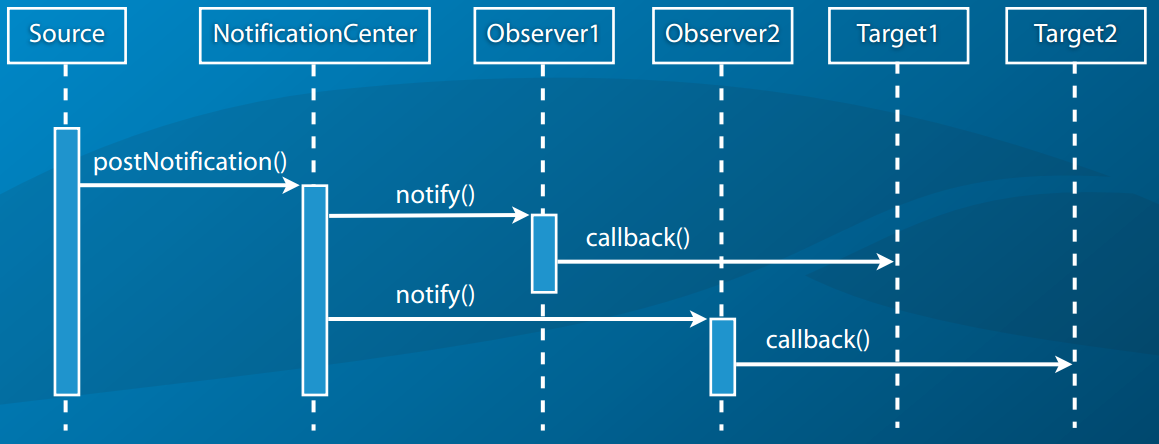 Source
NotificationCenter
Observer1
Observer2
Target1
Target2
postNotification()
notify()
callback()
notify()
callback()